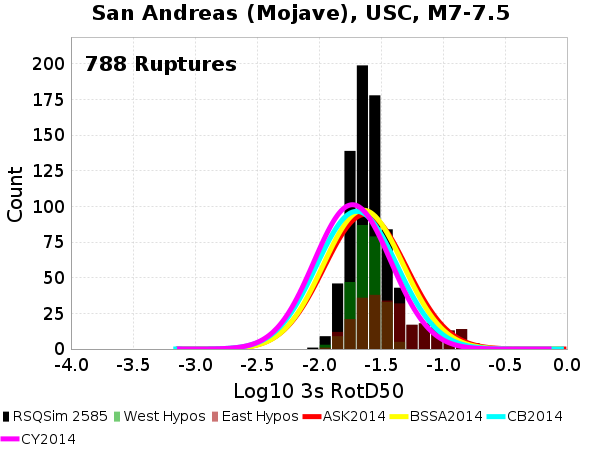 San Andreas (Mojave), USC, M7-7.5
788 Ruptures
200
175
150
125
100
75
50
25
0
Count
-4.0 -3.5 -3.0 -2.5 -2.0 -1.5 -1.0 -0.5 0.0
Log10 3s RotD50
RSQSim 2585 West Hypos East Hypos ASK2014 BSSA2014 CB2014
CY2014